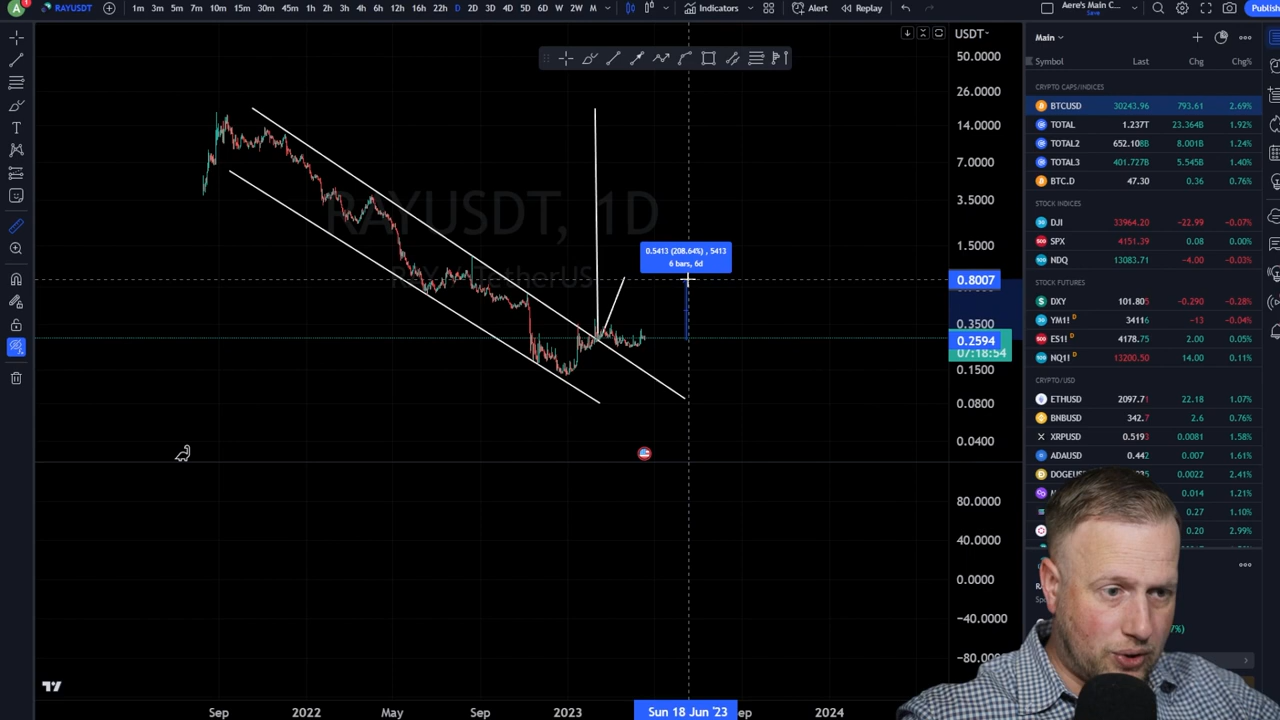 A RAYUSDT 1m 3m 5m 7m 10m 15m 30m 45m 1h 2h 3h 4h 6h 12h 16h 22h D 2D 3D 4D 5D 6D W 2W M Indicators Alert Replay Aere's Main C... Save Publish
USDT
50.0000
26.0000
14.0000
7.0000
3.5000
1.5000
0.8007
0.3500
0.2594
07:18:54
0.1500
0.0800
0.0400
80.0000
40.0000
0.0000
−40.0000
−80.0000
RAYUSDT, 1D
0.5413 (208.64%) , 5413
6 bars, 6d
Sep 2022 May Sep 2023 Sun 18 Jun '23 ep 2024
Main
Symbol Last Chg Chg%
CRYPTO CAPS/INDICES
BTCUSD 30243.96 793.61 2.69%
TOTAL 1.237T 23.364B 1.92%
TOTAL2 652.108B 8.001B 1.24%
TOTAL3 401.727B 5.545B 1.40%
BTC.D 47.30 0.36 0.76%
STOCK INDICES
DJI 33964.20 −22.99 −0.07%
SPX 4151.39 0.08 0.00%
NDQ 13083.71 −4.00 −0.03%
STOCK FUTURES
DXY 101.805 −0.290 −0.28%
YM1! D 34116 −13 −0.04%
ES1! D 4178.75 2.00 0.05%
NQ1! D 13200.50 14.00 0.11%
CRYPTO/USD
ETHUSD 2097.71 22.18 1.07%
BNBUSD 342.7 2.6 0.76%
XRPUSD 0.5193 0.0081 1.58%
ADAUSD 0.442 0.007 1.61%
DOGEUSD 0.0022 2.41%
0.014 1.21%
0.27 1.10%
0.20 2.99%